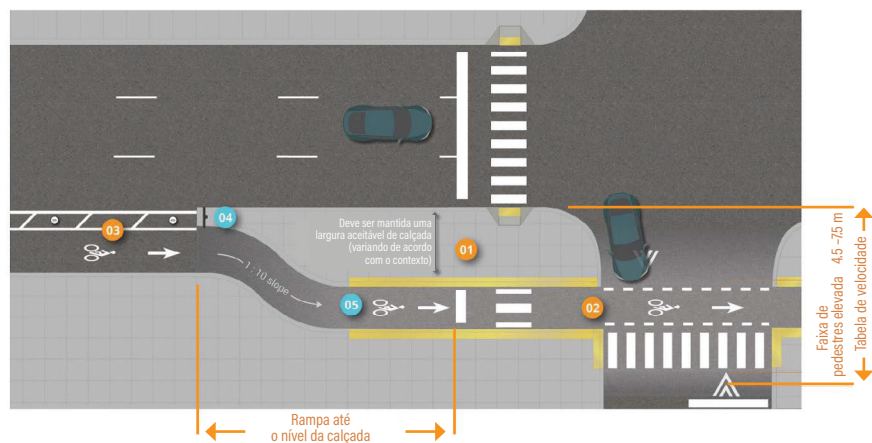 04
03
Deve ser mantida uma
largura aceitável de calçada
(variando de acordo
com o contexto)
01
1 : 10 slope
05
02
Faixa de
pedestres elevada 4.5 -7.5 m
Tabela de velocidade
Rampa até
o nível da calçada